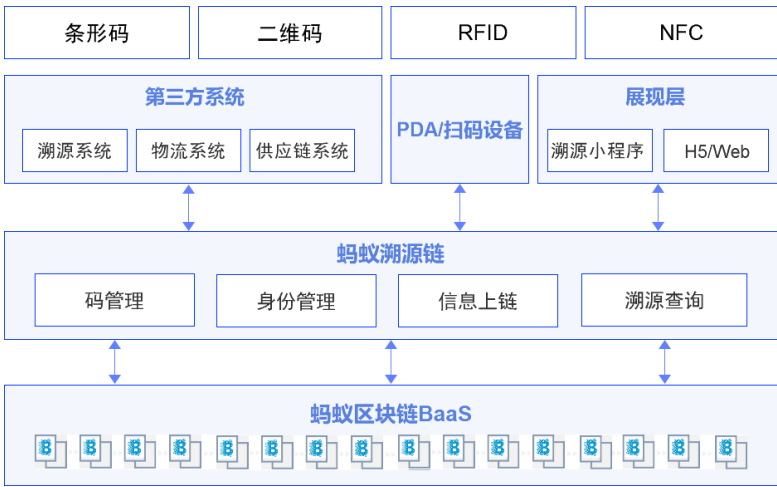 条形码 二维码 RFID NFC
第三方系统 PDA/扫码设备 展现层
溯源系统 物流系统 供应链系统 溯源小程序 H5/Web
蚂蚁溯源链
码管理 身份管理 信息上链 溯源查询
蚂蚁区块链BaaS
B B B B B B B B B B B B B B B B